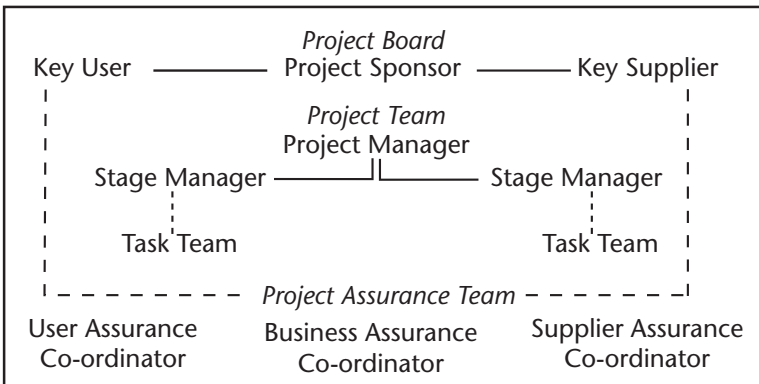 Project Board
Key User Project Sponsor Key Supplier
Project Team
Project Manager
Stage Manager Stage Manager
Task Team Task Team
Project Assurance Team
User Assurance Business Assurance Supplier Assurance
Co-ordinator Co-ordinator Co-ordinator